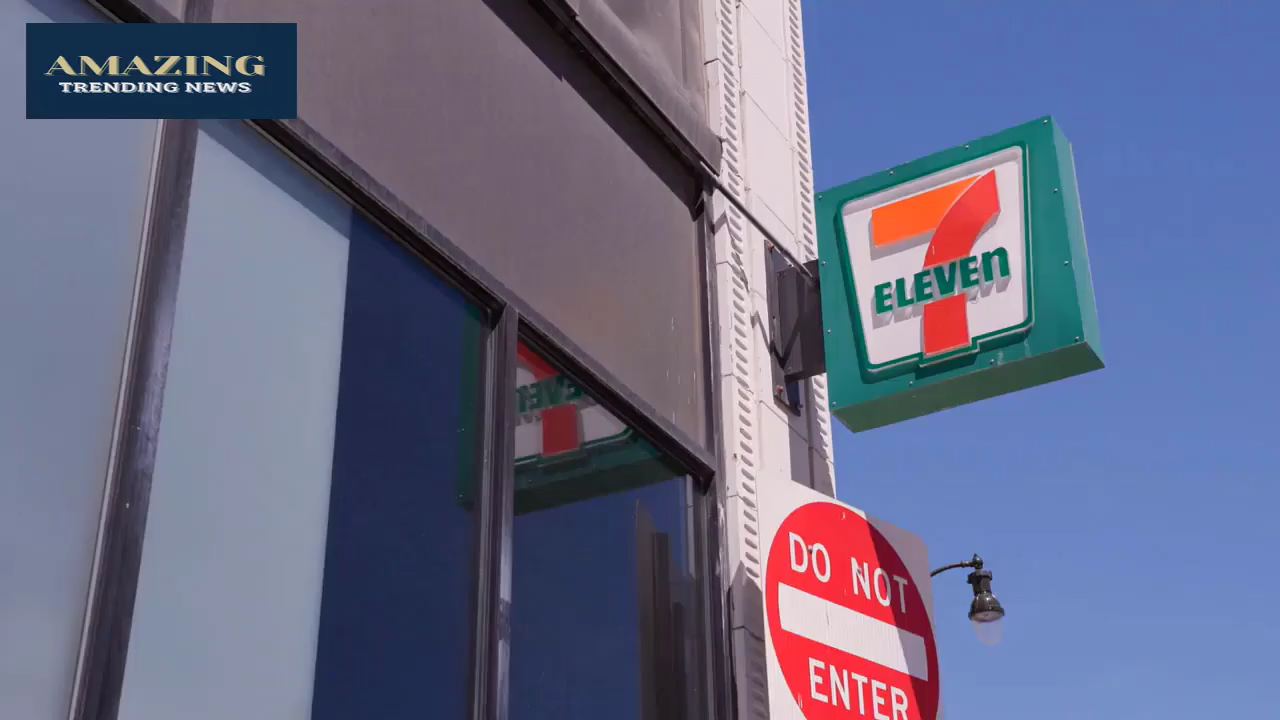 AMAZING
TRENDING NEWS
7
ELEVEn
DO NOT
ENTER